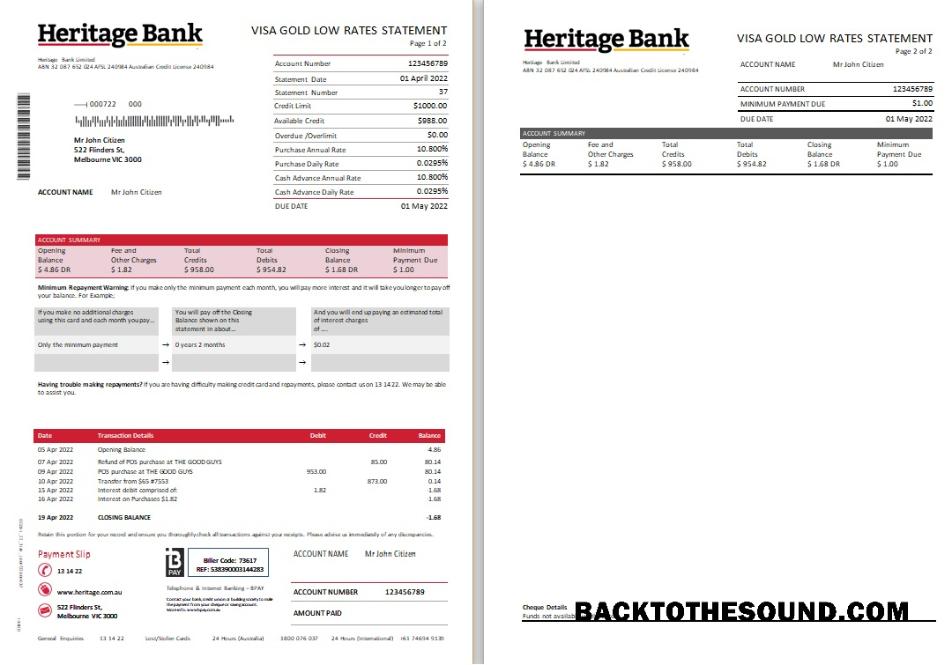 Heritage Bank
VISA GOLD LOW RATES STATEMENT
Page 1 of 2
Heritage Bank Limited
ABN 32 087 652 024 AFSL 240984 Australian Credit License 240984
Account Number 123456789
Statement Date 01 April 2022
Statement Number 37
Credit Limit $1000.00
Available Credit $988.00
Overdue /Overlimit $0.00
Purchase Annual Rate 10.800%
Purchase Daily Rate 0.0295%
Cash Advance Annual Rate 10.800%
Cash Advance Daily Rate 0.0295%
DUE DATE 01 May 2022
000722 000
Mr John Citizen
522 Flinders St,
Melbourne VIC 3000
ACCOUNT NAME Mr John Citizen
ACCOUNT SUMMARY
Opening Fee and Total Total Closing Minimum
Balance Other Charges Credits Debits Balance Payment Due
$ 4.86 DR $ 1.82 $ 958.00 $ 954.82 $ 1.68 DR $ 1.00
Minimum Repayment Warning: If you make only the minimum payment each month, you will pay more interest and it will take you longer to pay off
your balance. For Example;
If you make no additional charges You will pay off the Closing And you will end up paying an estimated total
using this card and each month you pay... Balance shown on this of interest charges
statement in about... of ....
Only the minimum payment → 0 years 2 months → $0.02
→ →
Having trouble making repayments? If you are having difficulty making credit card and repayments, please contact us on 13 14 22. We may be able
to assist you.
Date Transaction Details Debit Credit Balance
05 Apr 2022 Opening Balance 4.86
07 Apr 2022 Refund of POS purchase at THE GOOD GUYS 85.00 80.14
09 Apr 2022 POS purchase at THE GOOD GUYS 953.00 80.14
10 Apr 2022 Transfer from S65 #7553 873.00 0.14
15 Apr 2022 Interest debit comprised of: 1.82 -1.68
16 Apr 2022 Interest on Purchases $1.82 -1.68
19 Apr 2022 CLOSING BALANCE -1.68
Retain this portion for your record and ensure you thoroughly check all transactions against your receipts. Please advise us immediately of any discrepancies.
Payment Slip
13 14 22
www.heritage.com.au
522 Flinders St,
Melbourne VIC 3000
B
PAY
Biller Code: 73617
REF: 538390003144283
Telephone & Internet Banking – BPAY
Contact your bank, credit union or building society to make
the payment from your cheque or saving account.
More info: www.bpay.com.au
ACCOUNT NAME Mr John Citizen
ACCOUNT NUMBER 123456789
AMOUNT PAID
General Enquiries 13 14 22 Lost/Stolen Cards 24 Hours (Australia) 1800 076 037 24 Hours (International) +61 74694 9130
Heritage Bank
VISA GOLD LOW RATES STATEMENT
Page 2 of 2
Heritage Bank Limited
ABN 32 087 652 024 AFSL 240984 Australian Credit License 240984
ACCOUNT NAME Mr John Citizen
ACCOUNT NUMBER 123456789
MINIMUM PAYMENT DUE $1.00
DUE DATE 01 May 2022
ACCOUNT SUMMARY
Opening Fee and Total Total Closing Minimum
Balance Other Charges Credits Debits Balance Payment Due
$ 4.86 DR $ 1.82 $ 958.00 $ 954.82 $ 1.68 DR $ 1.00
Cheque Details
Funds not
BACKTOTHESOUND.COM